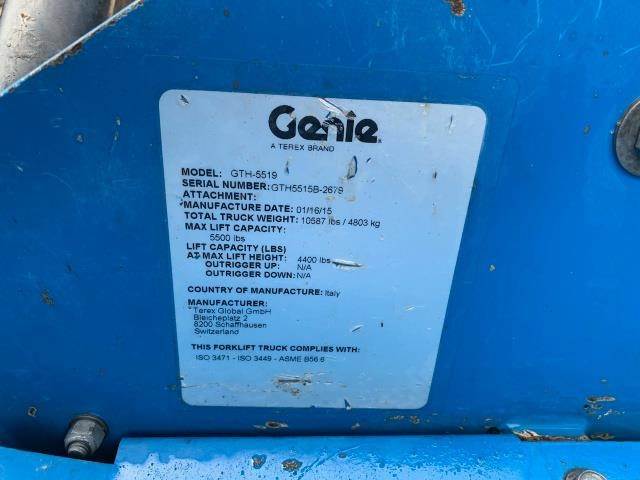 Genie
A TEREX BRAND
MODEL: GTH-5519
SERIAL NUMBER: GTH5515B-2679
ATTACHMENT:
MANUFACTURE DATE: 01/16/15
TOTAL TRUCK WEIGHT: 10587 lbs / 4803 kg
MAX LIFT CAPACITY:
5500 lbs
LIFT CAPACITY (LBS)
AT MAX LIFT HEIGHT: 4400 lbs
OUTRIGGER UP: N/A
OUTRIGGER DOWN: N/A
COUNTRY OF MANUFACTURE: Italy
MANUFACTURER:
Terex Global GmbH
Bleicheplatz 2
8200 Schaffhausen
Switzerland
THIS FORKLIFT TRUCK COMPLIES WITH:
ISO 3471 - ISO 3449 - ASME B56.6